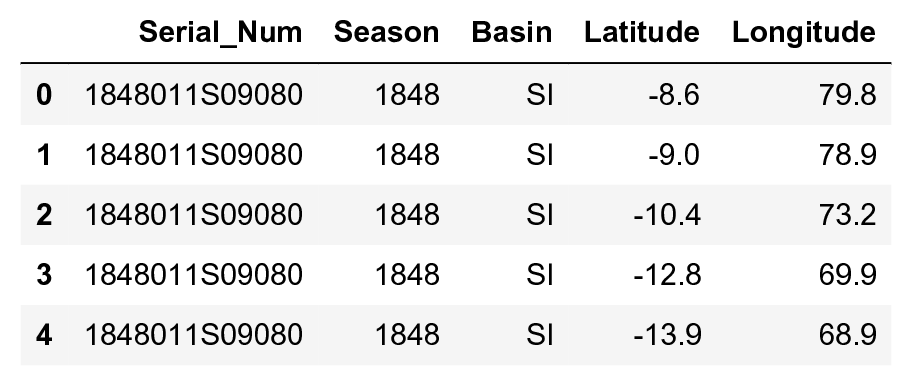 Serial_Num Season Basin Latitude Longitude
0 1848011S09080 1848 SI -8.6 79.8
1 1848011S09080 1848 SI -9.0 78.9
2 1848011S09080 1848 SI -10.4 73.2
3 1848011S09080 1848 SI -12.8 69.9
4 1848011S09080 1848 SI -13.9 68.9